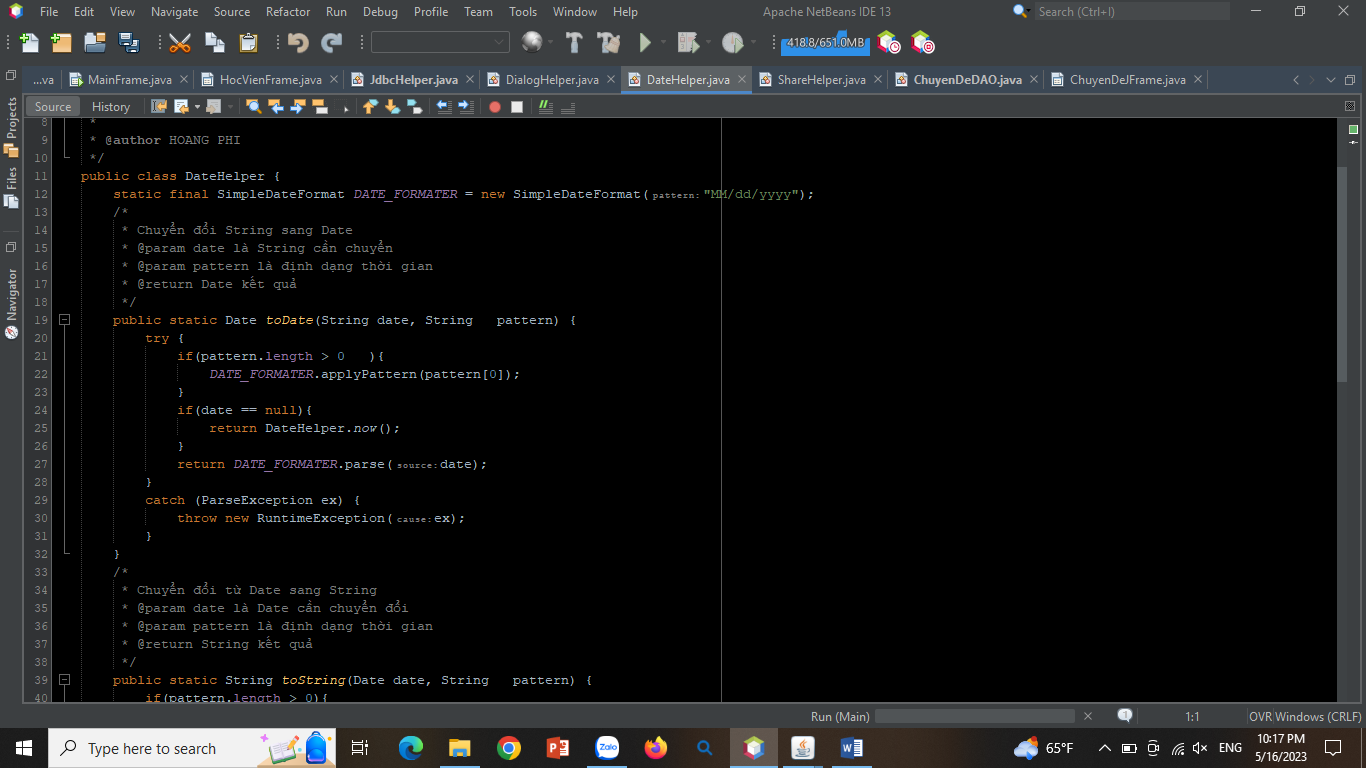 File Edit View Navigate Source Refactor Run Debug Profile Team Tools Window Help Apache NetBeans IDE 13 Search (Ctrl+I)
418.8/651.0MB
...va MainFrame.java HocVienFrame.java JdbcHelper.java DialogHelper.java DateHelper.java ShareHelper.java ChuyenDeDAO.java ChuyenDeJFrame.java
Source History
Projects
Files
Navigator
8 *
9 * @author HOANG PHI
10 */
11 public class DateHelper {
12 static final SimpleDateFormat DATE_FORMATER = new SimpleDateFormat( pattern: "MM/dd/yyyy");
13 /*
14 * Chuyển đổi String sang Date
15 * @param date là String cần chuyển
16 * @param pattern là định dạng thời gian
17 * @return Date kết quả
18 */
19 public static Date toDate(String date, String pattern) {
20 try {
21 if(pattern.length > 0 ){
22 DATE_FORMATER.applyPattern(pattern[0]);
23 }
24 if(date == null){
25 return DateHelper.now();
26 }
27 return DATE_FORMATER.parse( source: date);
28 }
29 catch (ParseException ex) {
30 throw new RuntimeException( cause: ex);
31 }
32 }
33 /*
34 * Chuyển đổi từ Date sang String
35 * @param date là Date cần chuyển đổi
36 * @param pattern là định dạng thời gian
37 * @return String kết quả
38 */
39 public static String toString(Date date, String pattern) {
40 if(pattern.length > 0){
Run (Main) 1 1:1 OVR Windows (CRLF)
Type here to search Zalo 65°F ENG 10:17 PM
5/16/2023